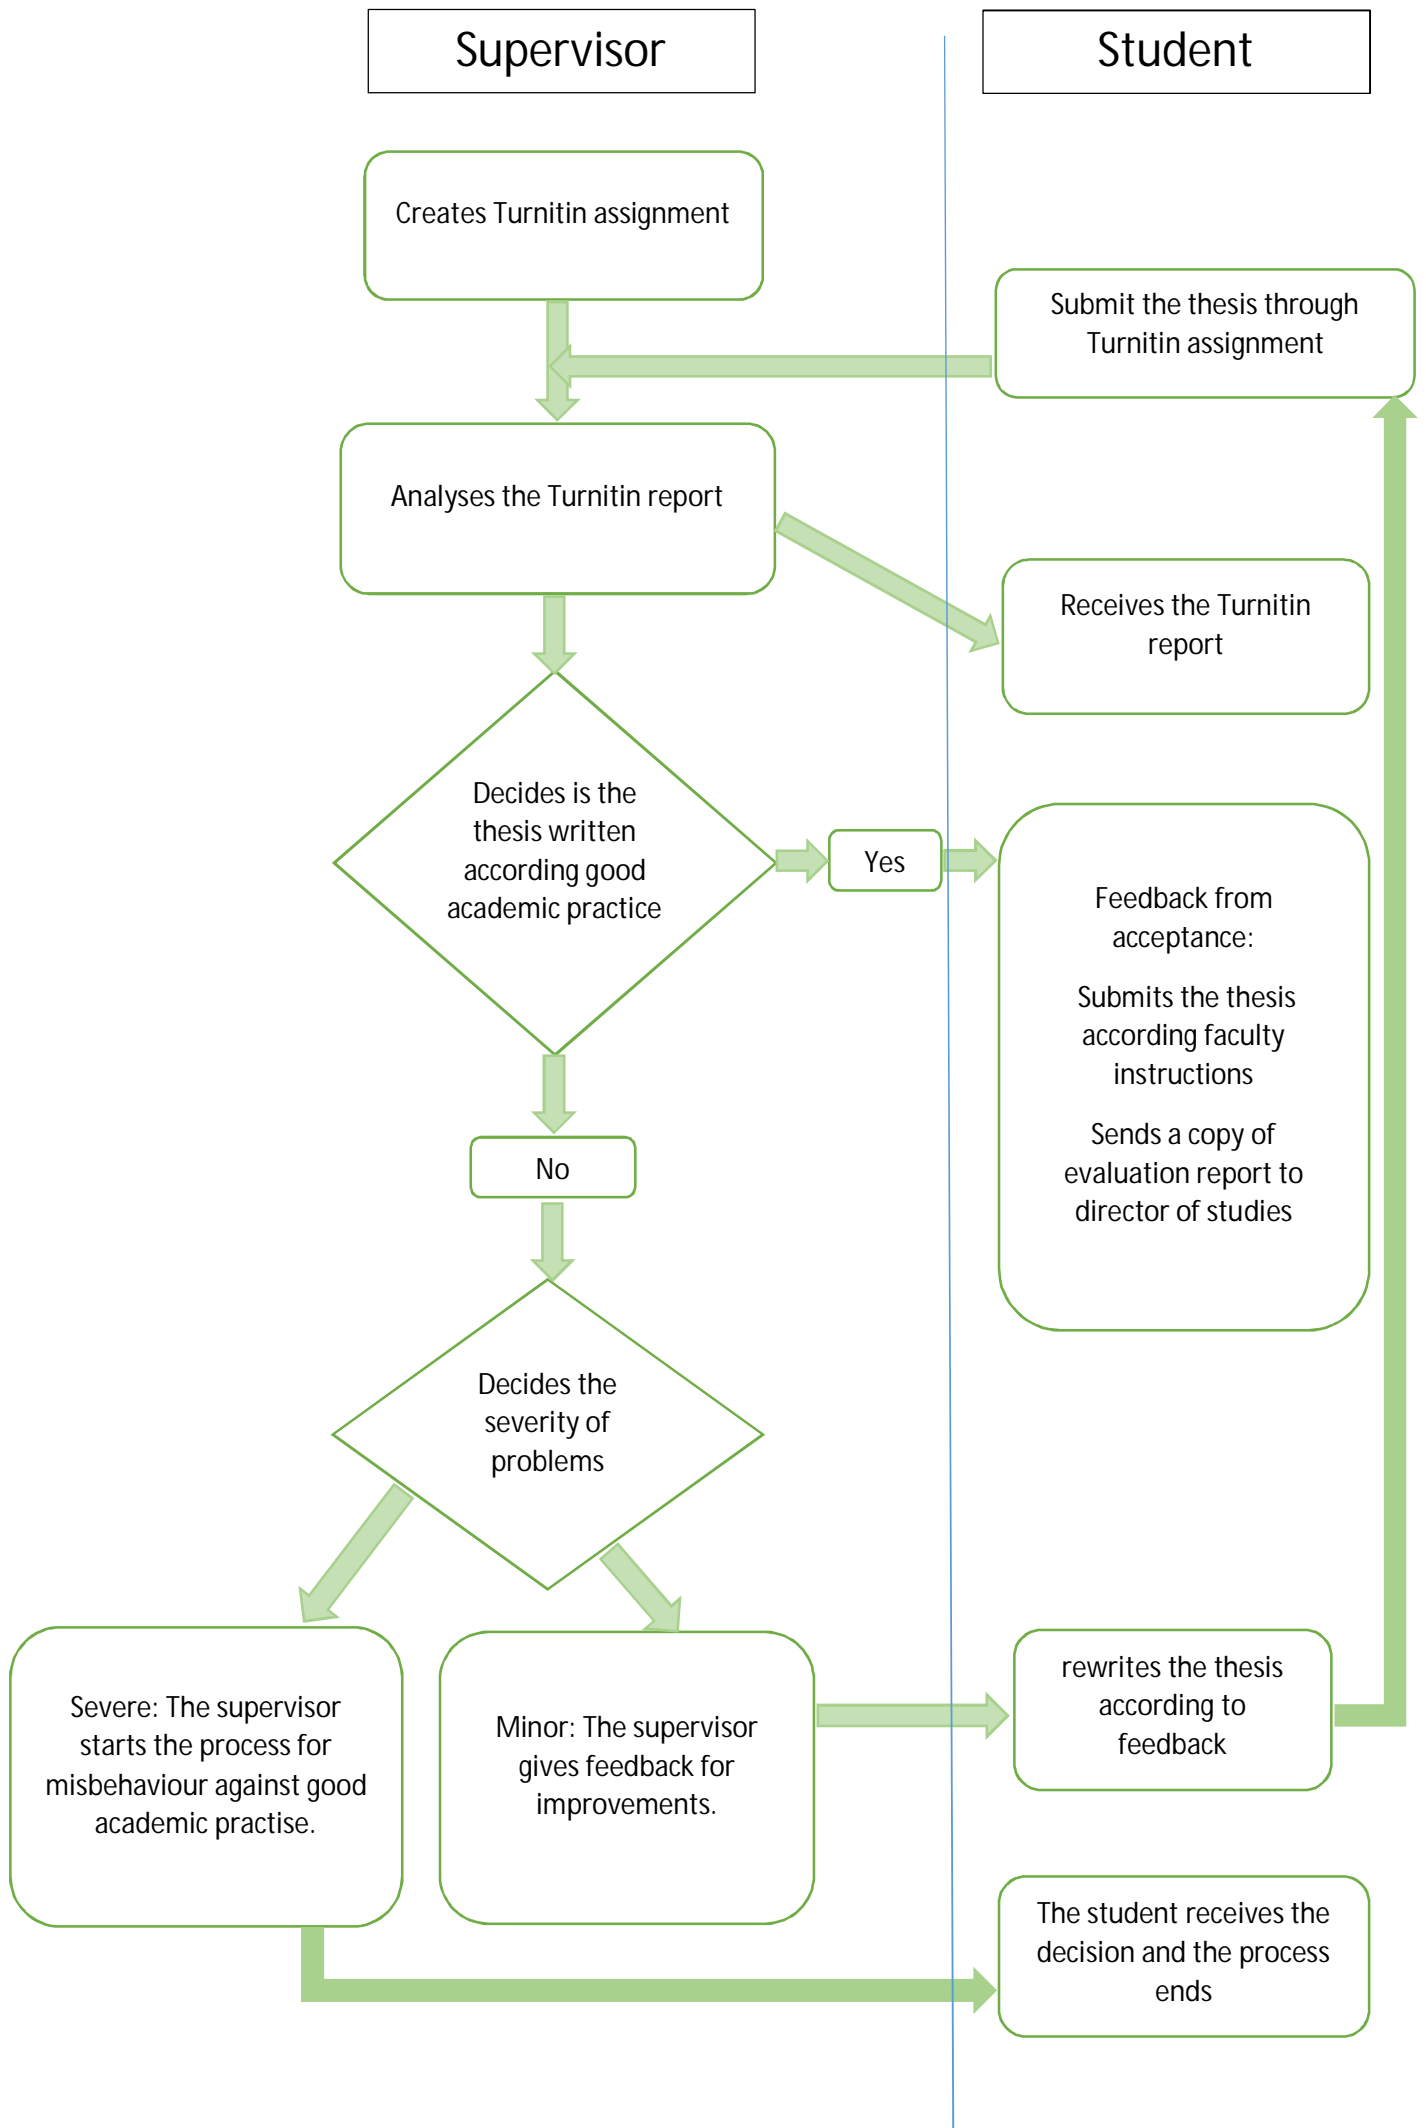 Supervisor
Student
Creates Turnitin assignment
Submit the thesis through
Turnitin assignment
Analyses the Turnitin report
Receives the Turnitin
report
Decides is the
thesis written
according good
academic practice
Yes
Feedback from
acceptance:
Submits the thesis
according faculty
instructions
Sends a copy of
evaluation report to
director of studies
No
Decides the
severity of
problems
Severe: The supervisor
starts the process for
misbehaviour against good
academic practise.
Minor: The supervisor
gives feedback for
improvements.
rewrites the thesis
according to
feedback
The student receives the
decision and the process
ends